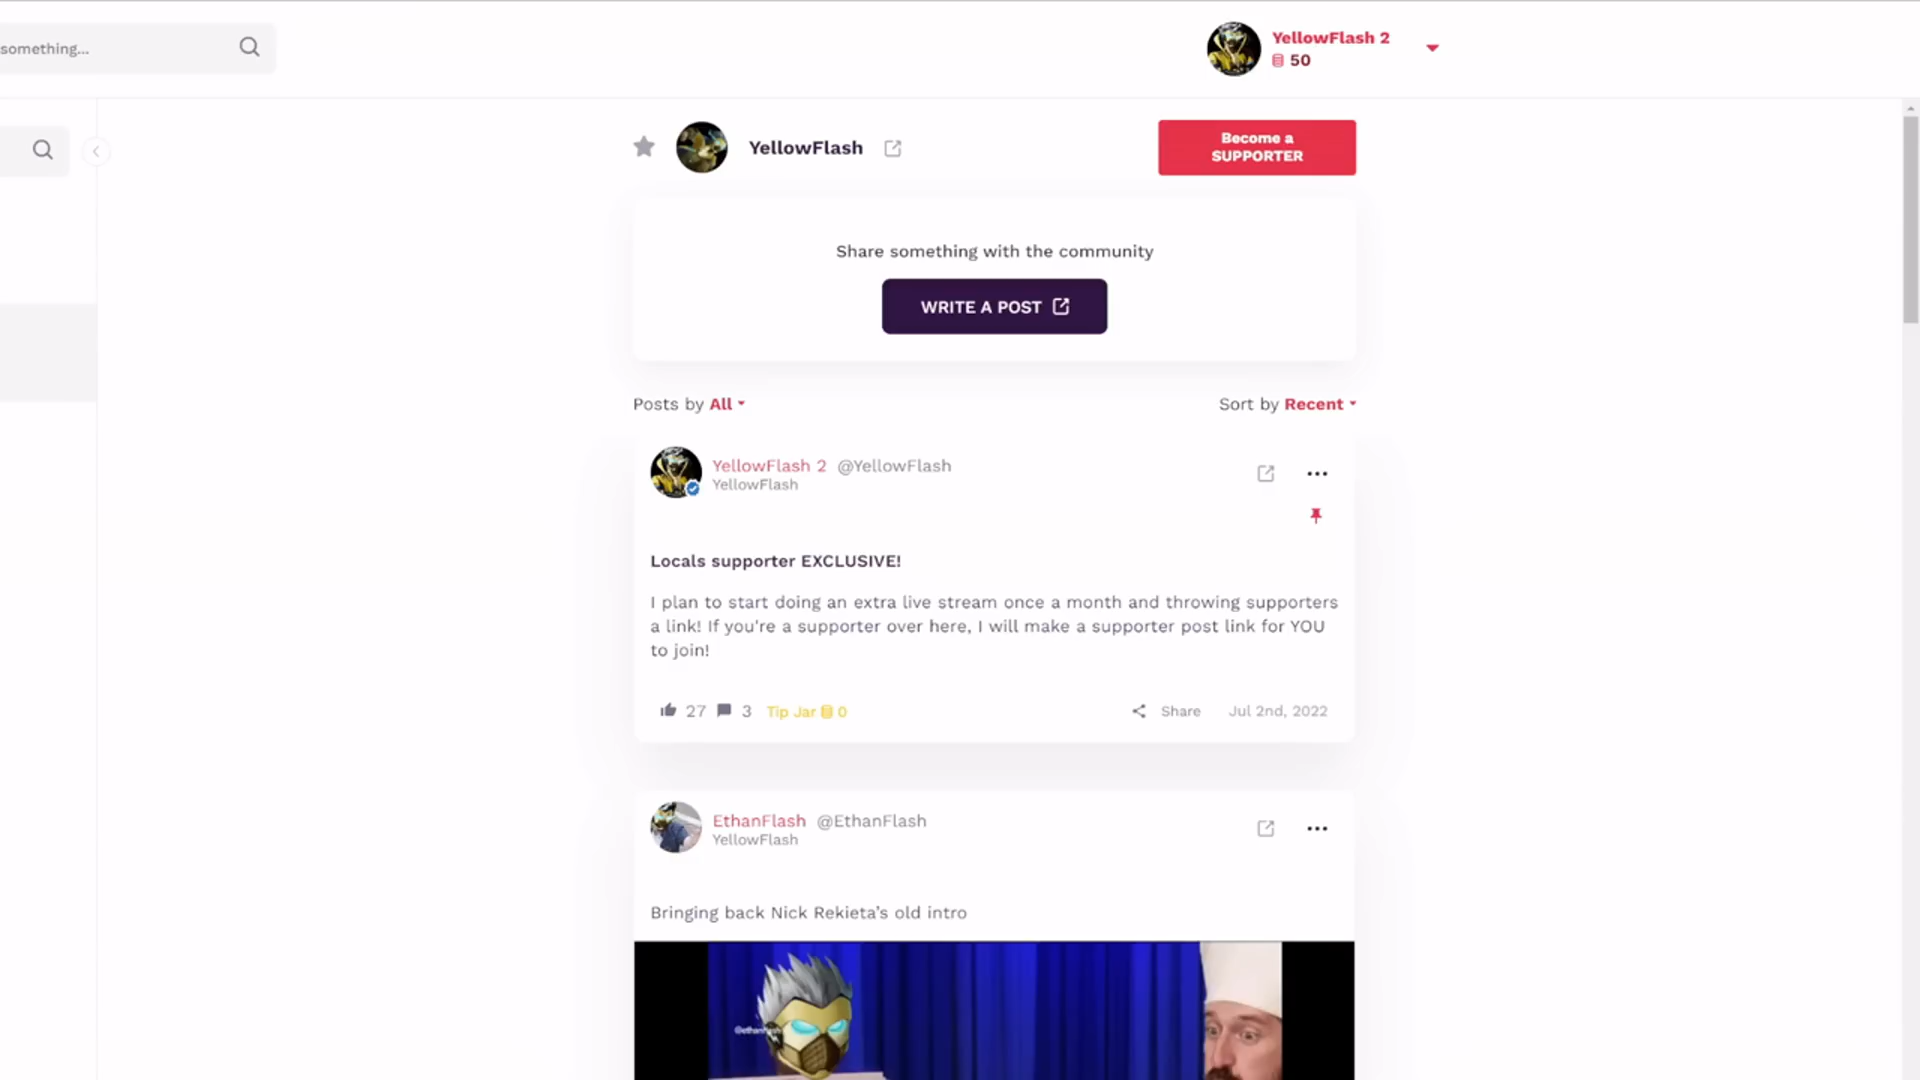 something...
YellowFlash 2
50
YellowFlash
Become a
SUPPORTER
Share something with the community
WRITE A POST
Posts by All
Sort by Recent
YellowFlash 2 @YellowFlash
YellowFlash
Locals supporter EXCLUSIVE!
I plan to start doing an extra live stream once a month and throwing supporters
a link! If you're a supporter over here, I will make a supporter post link for YOU
to join!
27 3 Tip Jar 0
Share Jul 2nd, 2022
EthanFlash @EthanFlash
YellowFlash
Bringing back Nick Rekieta's old intro
@ethanflash